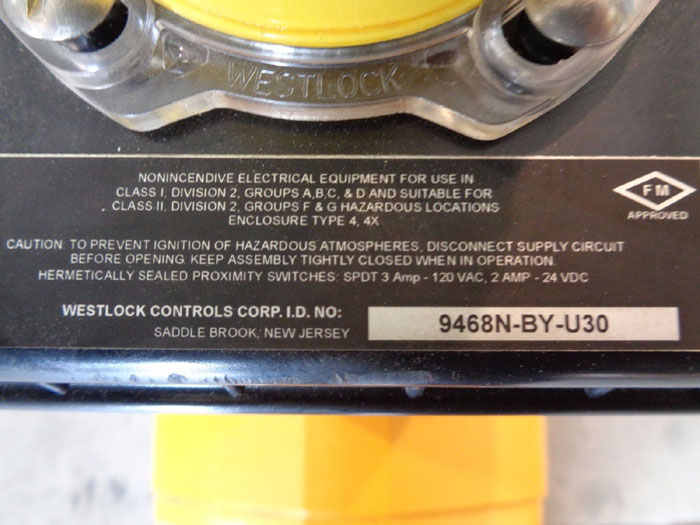 WESTLOCK
NONINCENDIVE ELECTRICAL EQUIPMENT FOR USE IN
CLASS I, DIVISION 2, GROUPS A,B,C, & D AND SUITABLE FOR
CLASS II, DIVISION 2, GROUPS F & G HAZARDOUS LOCATIONS
ENCLOSURE TYPE 4, 4X
FM
APPROVED
CAUTION: TO PREVENT IGNITION OF HAZARDOUS ATMOSPHERES, DISCONNECT SUPPLY CIRCUIT
BEFORE OPENING. KEEP ASSEMBLY TIGHTLY CLOSED WHEN IN OPERATION.
HERMETICALLY SEALED PROXIMITY SWITCHES: SPDT 3 Amp - 120 VAC, 2 AMP - 24 VDC
WESTLOCK CONTROLS CORP. I.D. NO:
SADDLE BROOK, NEW JERSEY
9468N-BY-U30